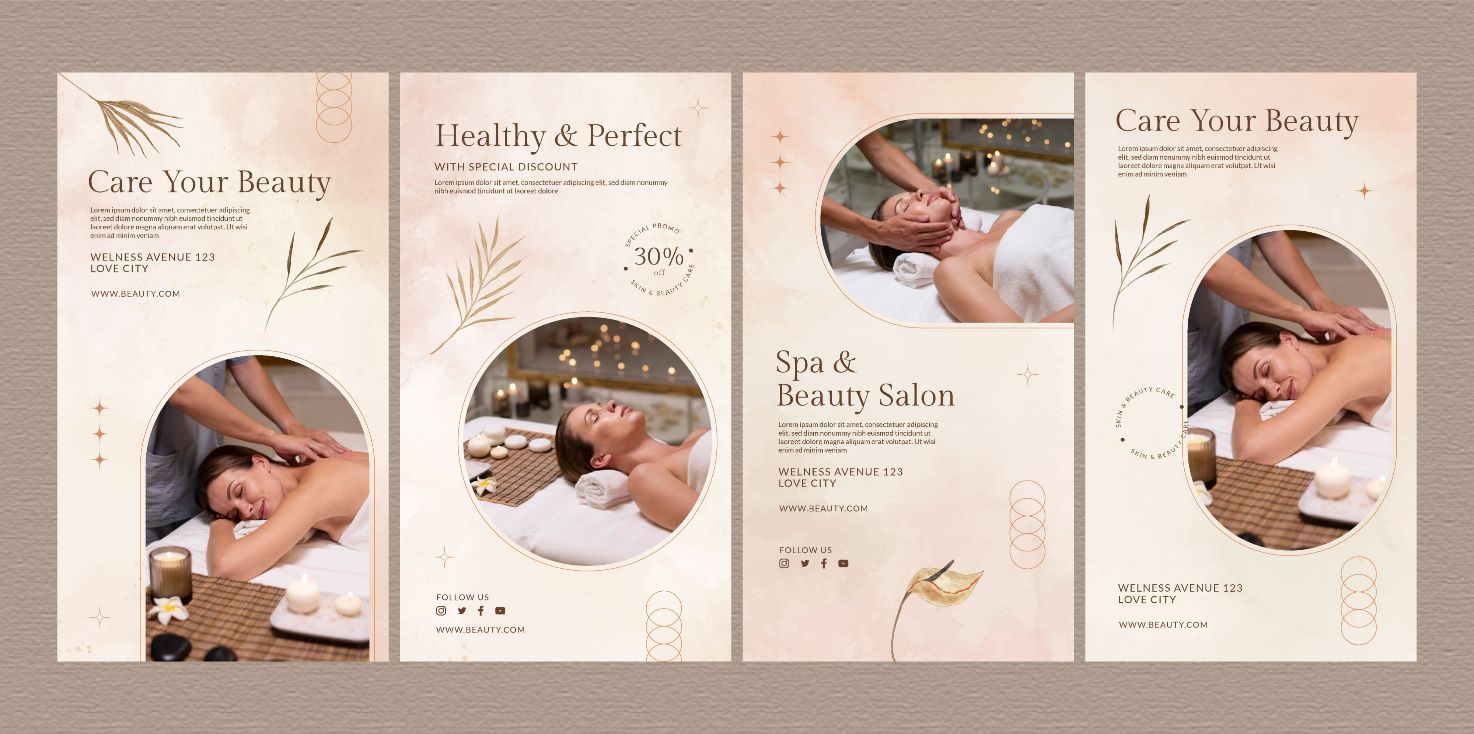 Care Your Beauty
Lorem ipsum dolor sit amet, consectetuer adipiscing
elit, sed diam nonummy nibh euismod tincidunt ut
laoreet dolore magna aliquam erat volutpat. Ut wisi
enim ad minim veniam
WELNESS AVENUE 123
LOVE CITY
WWW.BEAUTY.COM
Healthy & Perfect
WITH SPECIAL DISCOUNT
Lorem ipsum dolor sit amet, consectetuer adipiscing elit, sed diam nonummy
nibh euismod tincidunt ut laoreet dolore
SPECIAL PROMO
30%
off
SKIN & BEAUTY CARE
FOLLOW US
WWW.BEAUTY.COM
Spa &
Beauty Salon
Lorem ipsum dolor sit amet, consectetuer adipiscing
elit, sed diam nonummy nibh euismod tincidunt ut
laoreet dolore magna aliquam erat volutpat. Ut wisi
enim ad minim veniam
WELNESS AVENUE 123
LOVE CITY
WWW.BEAUTY.COM
FOLLOW US
Care Your Beauty
Lorem ipsum dolor sit amet, consectetuer adipiscing
elit, sed diam nonummy nibh euismod tincidunt ut
laoreet dolore magna aliquam erat volutpat. Ut wisi
enim ad minim veniam
SKIN & BEAUTY CARE
SKIN & BEAUTY CARE
WELNESS AVENUE 123
LOVE CITY
WWW.BEAUTY.COM